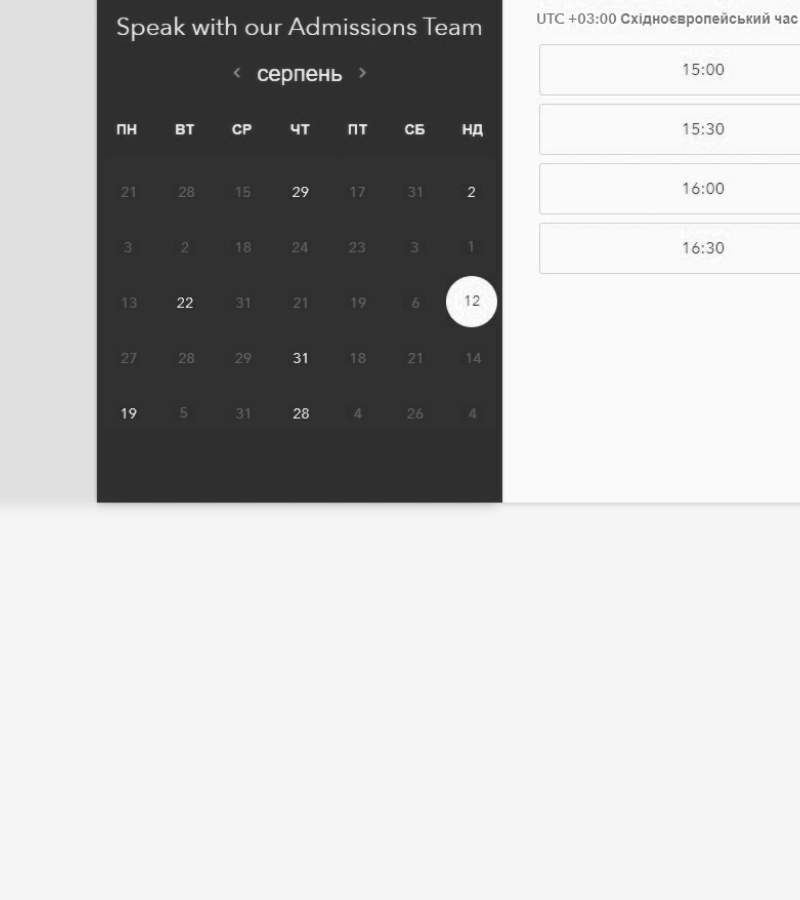 Speak with our Admissions Team
‹ серпень ›
ПН ВТ СР ЧТ ПТ СБ НД
21 28 15 29 17 31 2
3 2 18 24 23 3 1
13 22 31 21 19 6 12
27 28 29 31 18 21 14
19 5 31 28 4 26 4
UTC +03:00 Східноєвропейський час
15:00
15:30
16:00
16:30